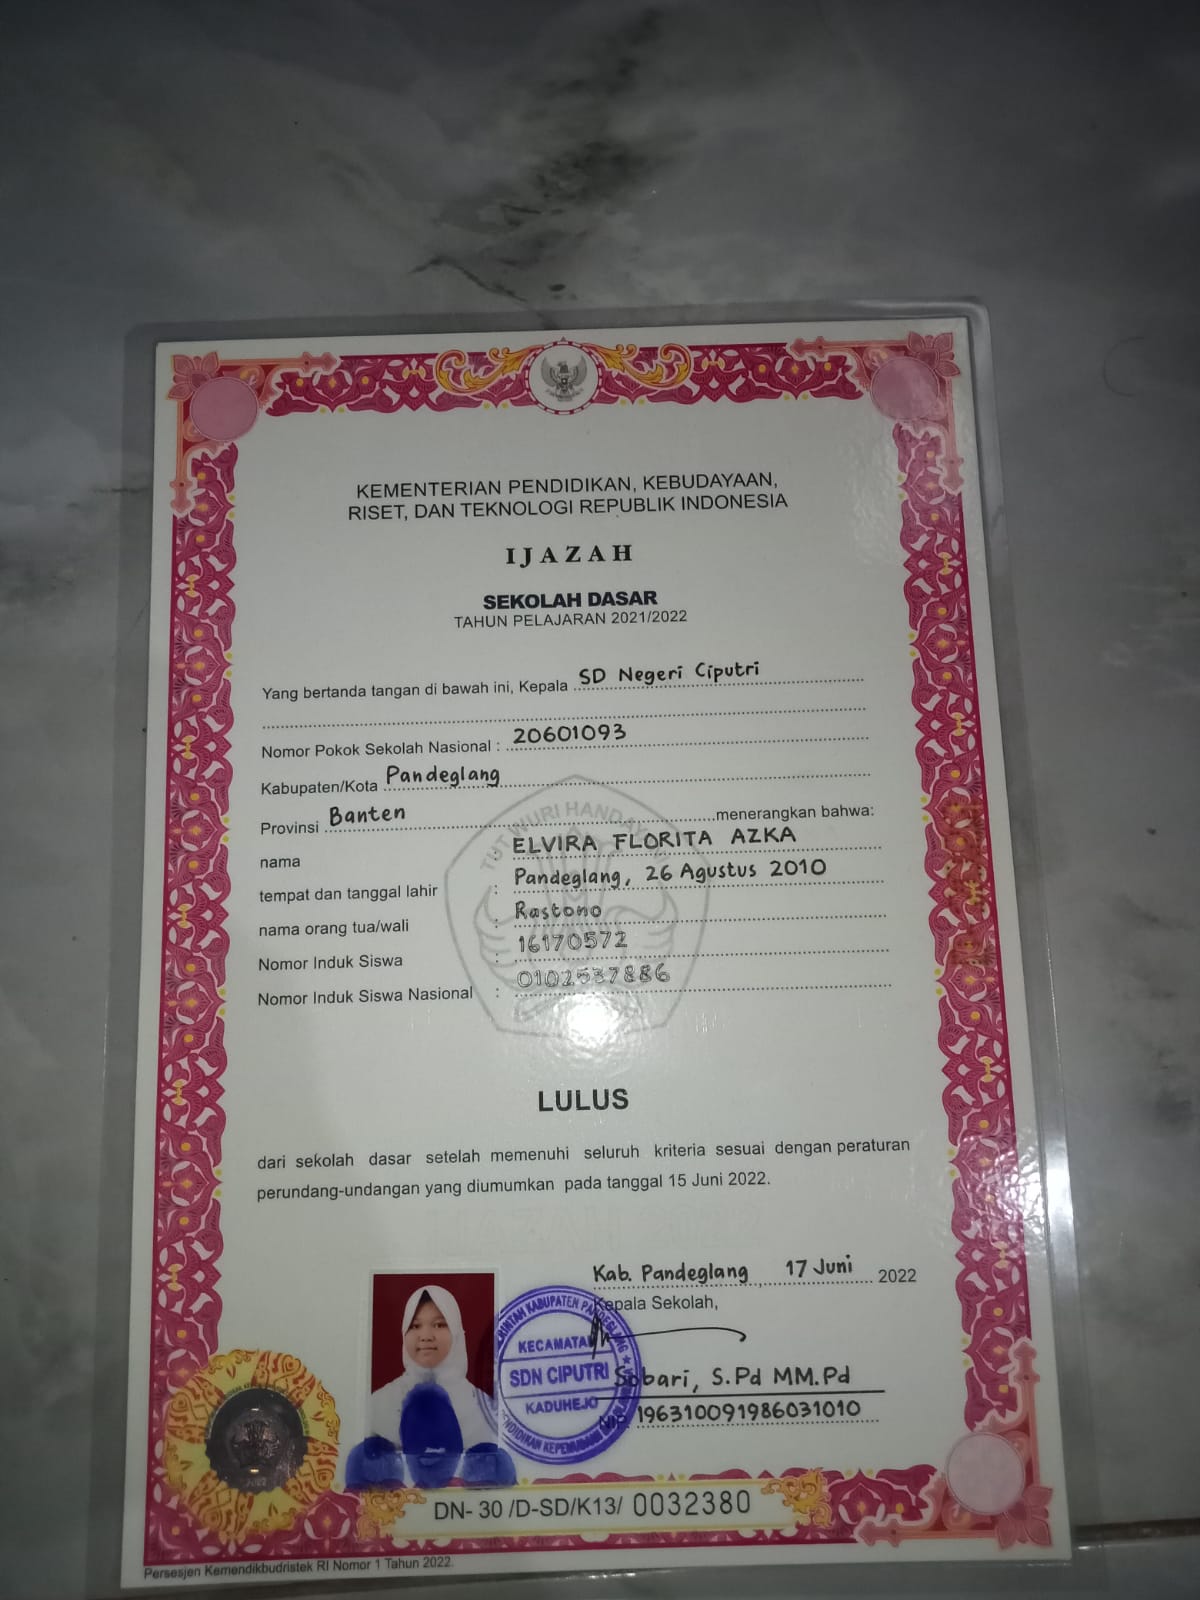 KEMENTERIAN PENDIDIKAN, KEBUDAYAAN,
RISET, DAN TEKNOLOGI REPUBLIK INDONESIA
IJAZAH
SEKOLAH DASAR
TAHUN PELAJARAN 2021/2022
Yang bertanda tangan di bawah ini, Kepala SD Negeri Ciputri
Nomor Pokok Sekolah Nasional : 20601093
Kabupaten/Kota Pandeglang
Provinsi Banten menerangkan bahwa:
nama ELVIRA FLORITA AZKA
tempat dan tanggal lahir : Pandeglang, 26 Agustus 2010
nama orang tua/wali : Rastono
Nomor Induk Siswa : 16170572
Nomor Induk Siswa Nasional : 0102537886
TUT WURI
LULUS
dari sekolah dasar setelah memenuhi seluruh kriteria sesuai dengan peraturan
perundang-undangan yang diumumkan pada tanggal 15 Juni 2022.
Kab. Pandeglang, 17 Juni 2022
Kepala Sekolah,
KECAMATAN
SDN CIPUTRI
KADUHEJO
Sobari, S.Pd MM.Pd
NIP. 196310091986031010
DN- 30 /D-SD/K13/ 0032380
Persesjen Kemendikbudristek RI Nomor 1 Tahun 2022.